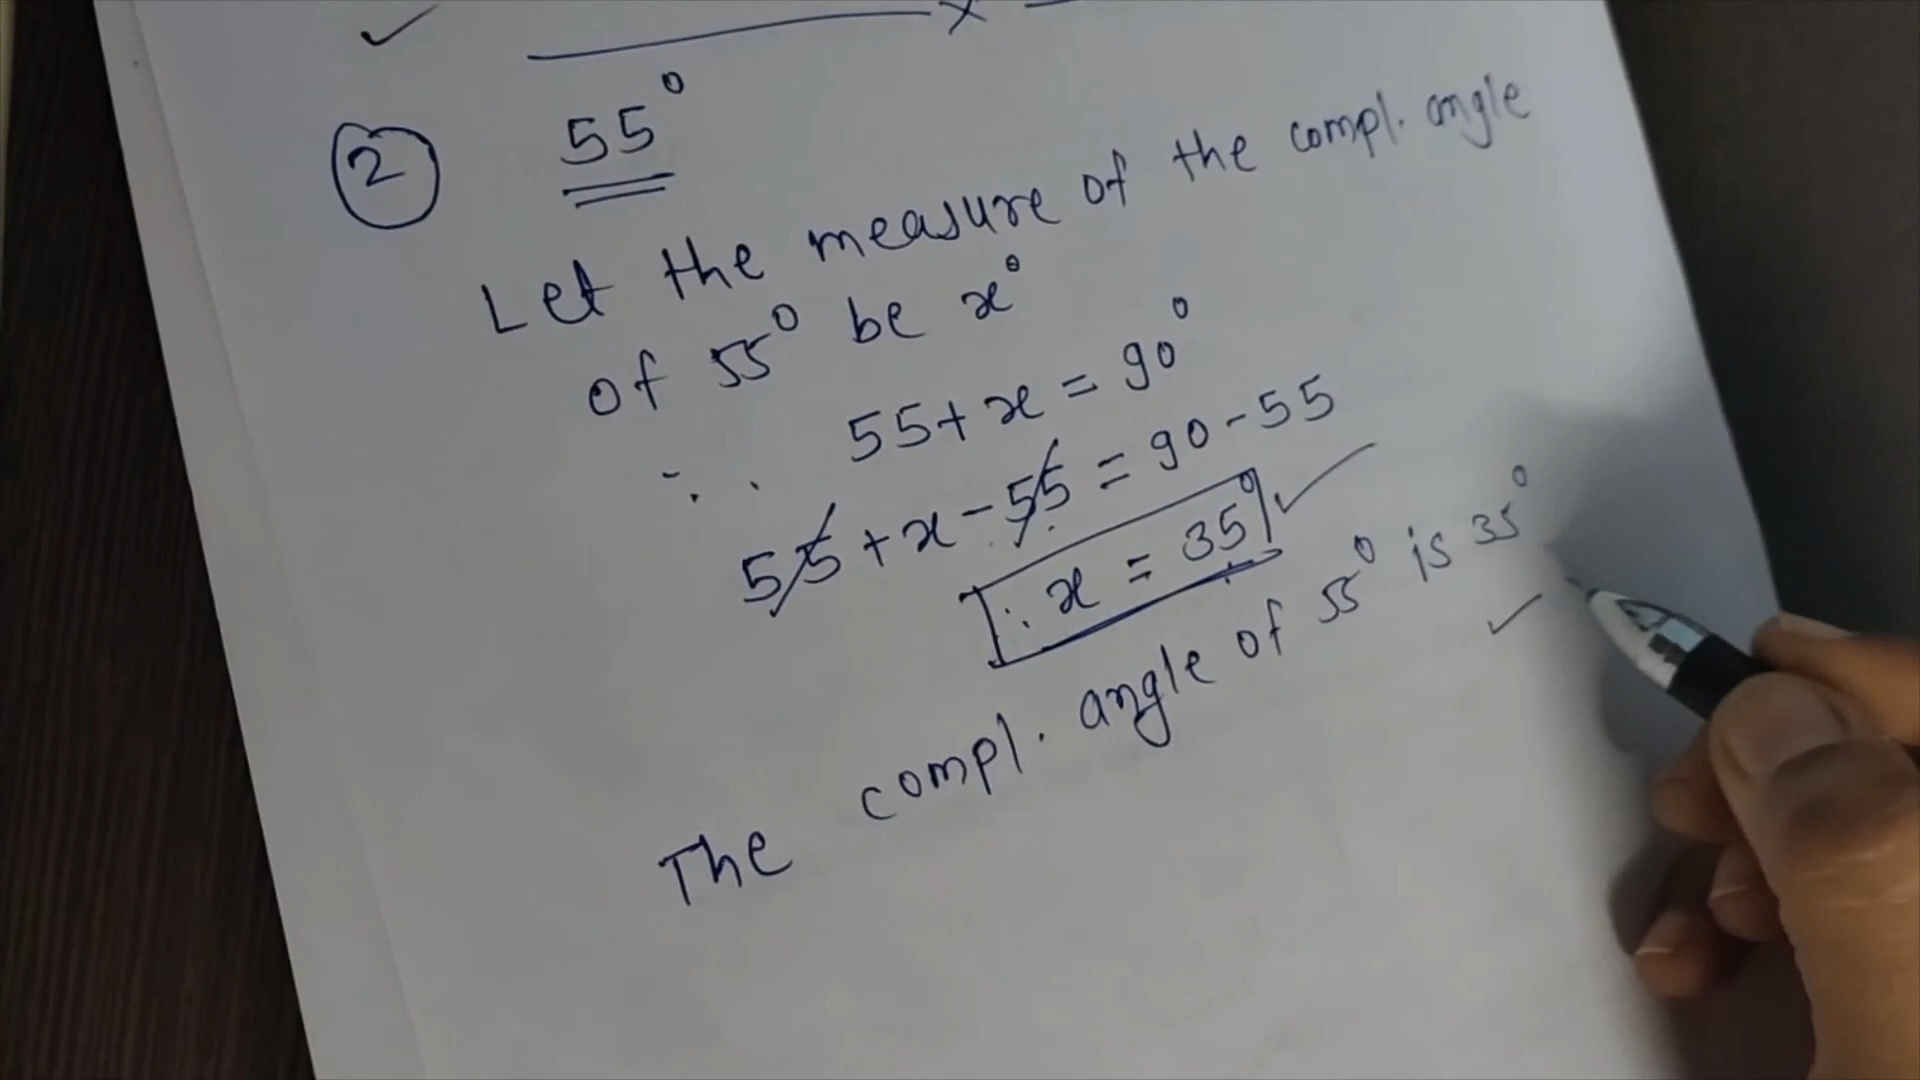 ② 55°
Let the measure of the compl. angle
of 55° be x°
∴ 55+x = 90°
55+x-55 = 90-55
∴ x = 35°
The compl. angle of 55° is 35°